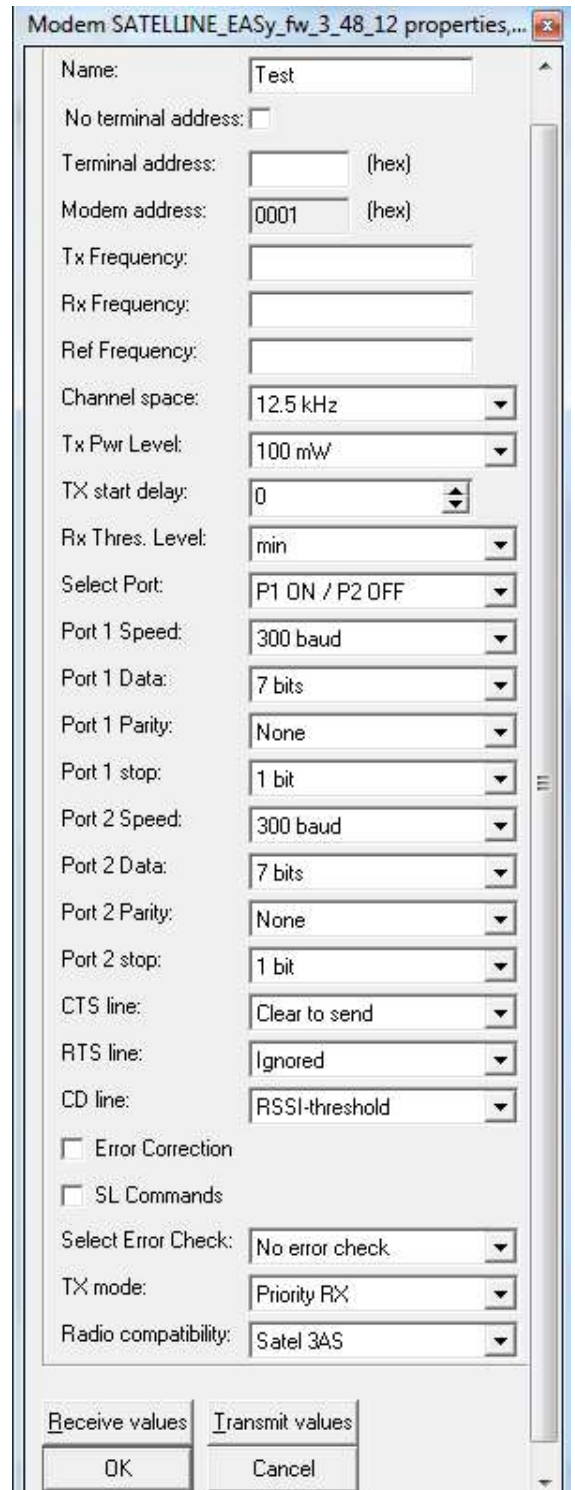 Modem SATELLINE_EASy_fw_3_48_12 properties,...
Name: Test
No terminal address:
Terminal address: (hex)
Modem address: 0001 (hex)
Tx Frequency:
Rx Frequency:
Ref Frequency:
Channel space: 12.5 kHz
Tx Pwr Level: 100 mW
TX start delay: 0
Rx Thres. Level: min
Select Port: P1 ON / P2 OFF
Port 1 Speed: 300 baud
Port 1 Data: 7 bits
Port 1 Parity: None
Port 1 stop: 1 bit
Port 2 Speed: 300 baud
Port 2 Data: 7 bits
Port 2 Parity: None
Port 2 stop: 1 bit
CTS line: Clear to send
RTS line: Ignored
CD line: RSSI-threshold
Error Correction
SL Commands
Select Error Check: No error check
TX mode: Priority RX
Radio compatibility: Satel 3AS
Receive values Transmit values
OK Cancel